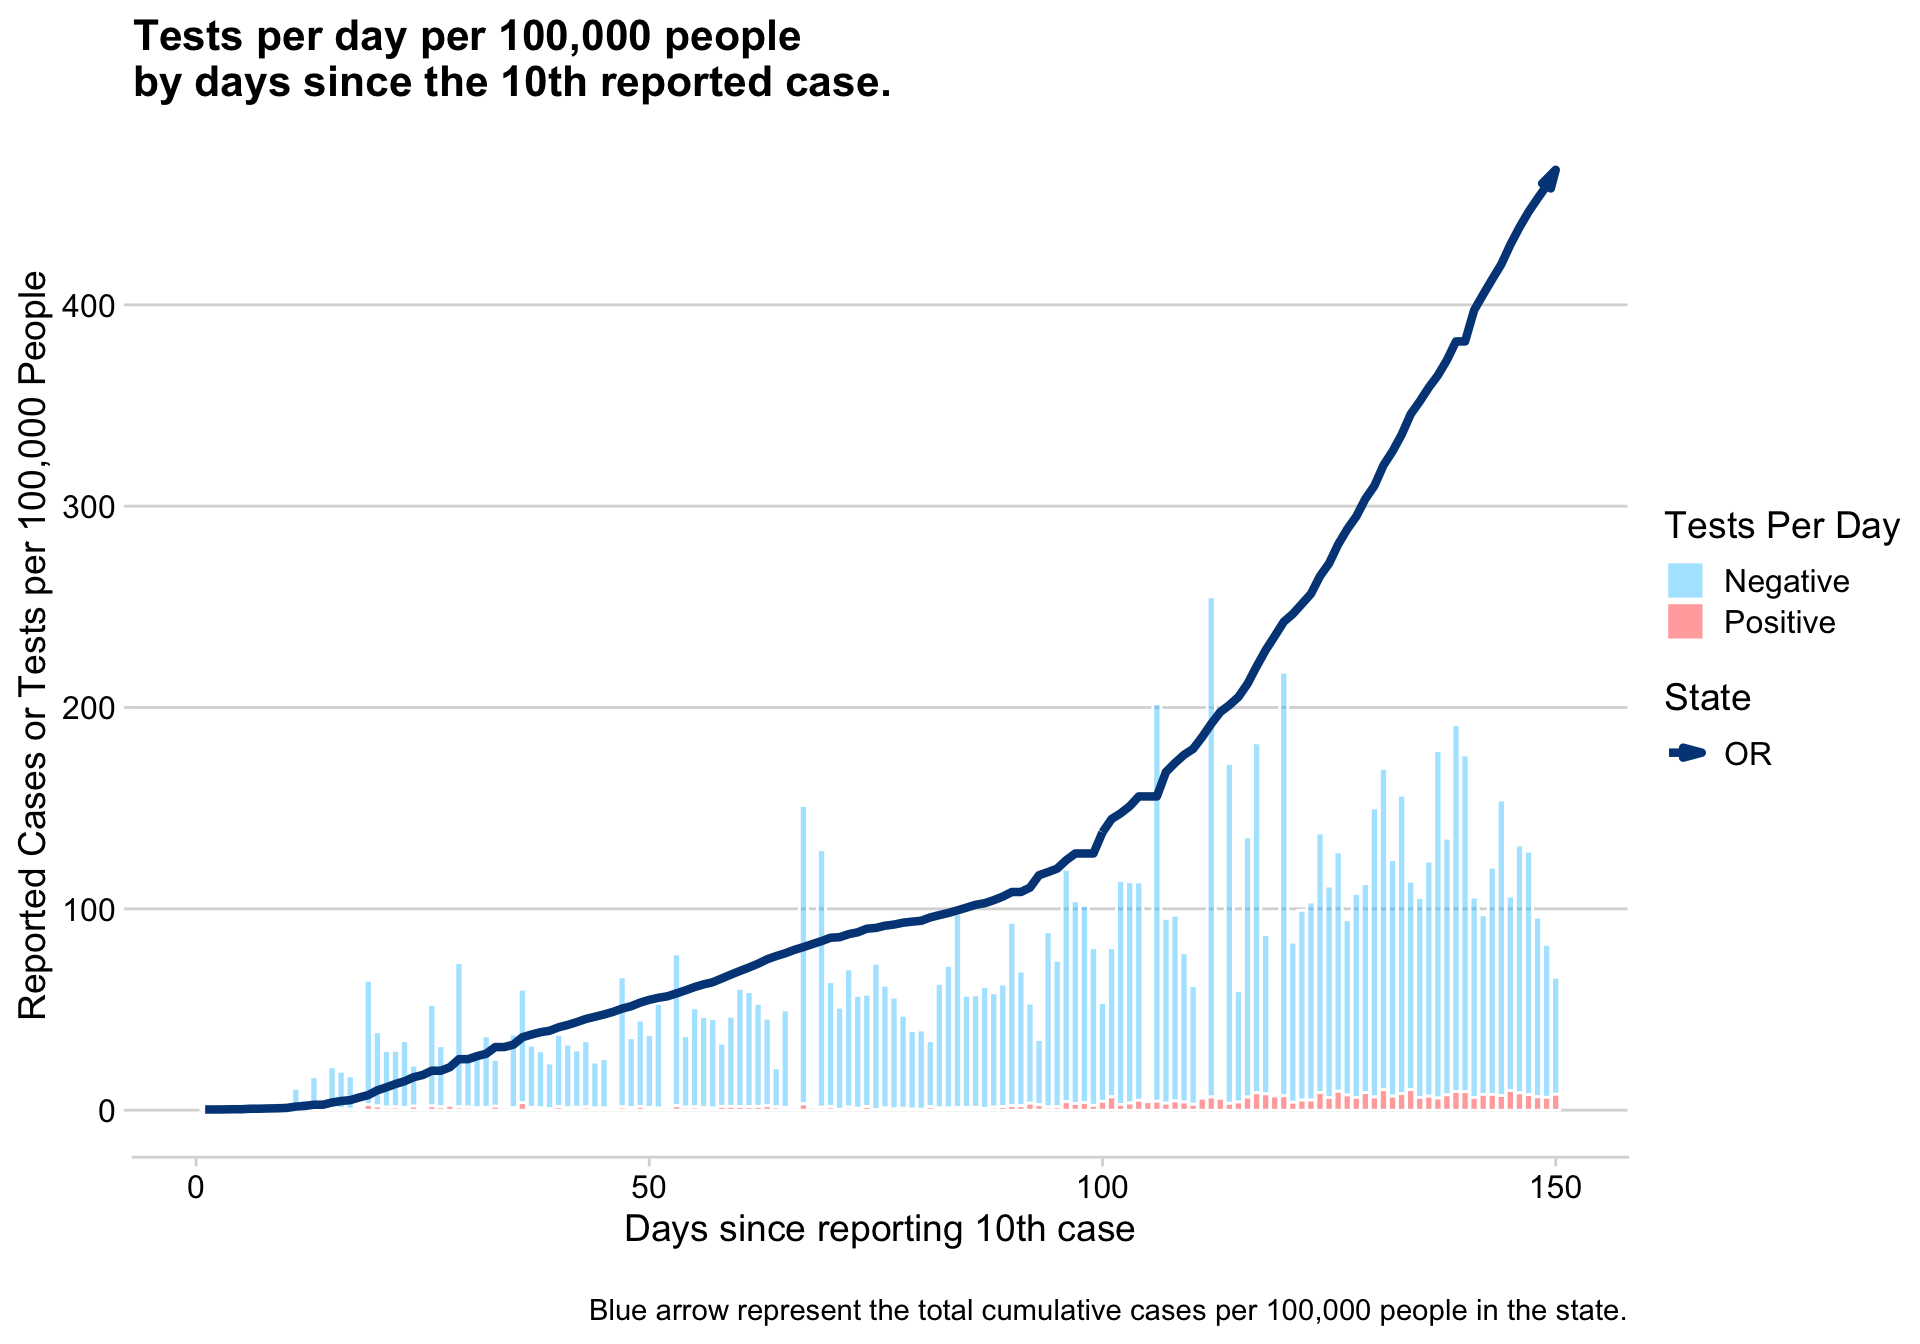 Tests per day per 100,000 people
by days since the 10th reported case.
Reported Cases or Tests per 100,000 People
400
300
200
100
0
0
50
100
150
Days since reporting 10th case
Tests Per Day
Negative
Positive
State
OR
Blue arrow represent the total cumulative cases per 100,000 people in the state.